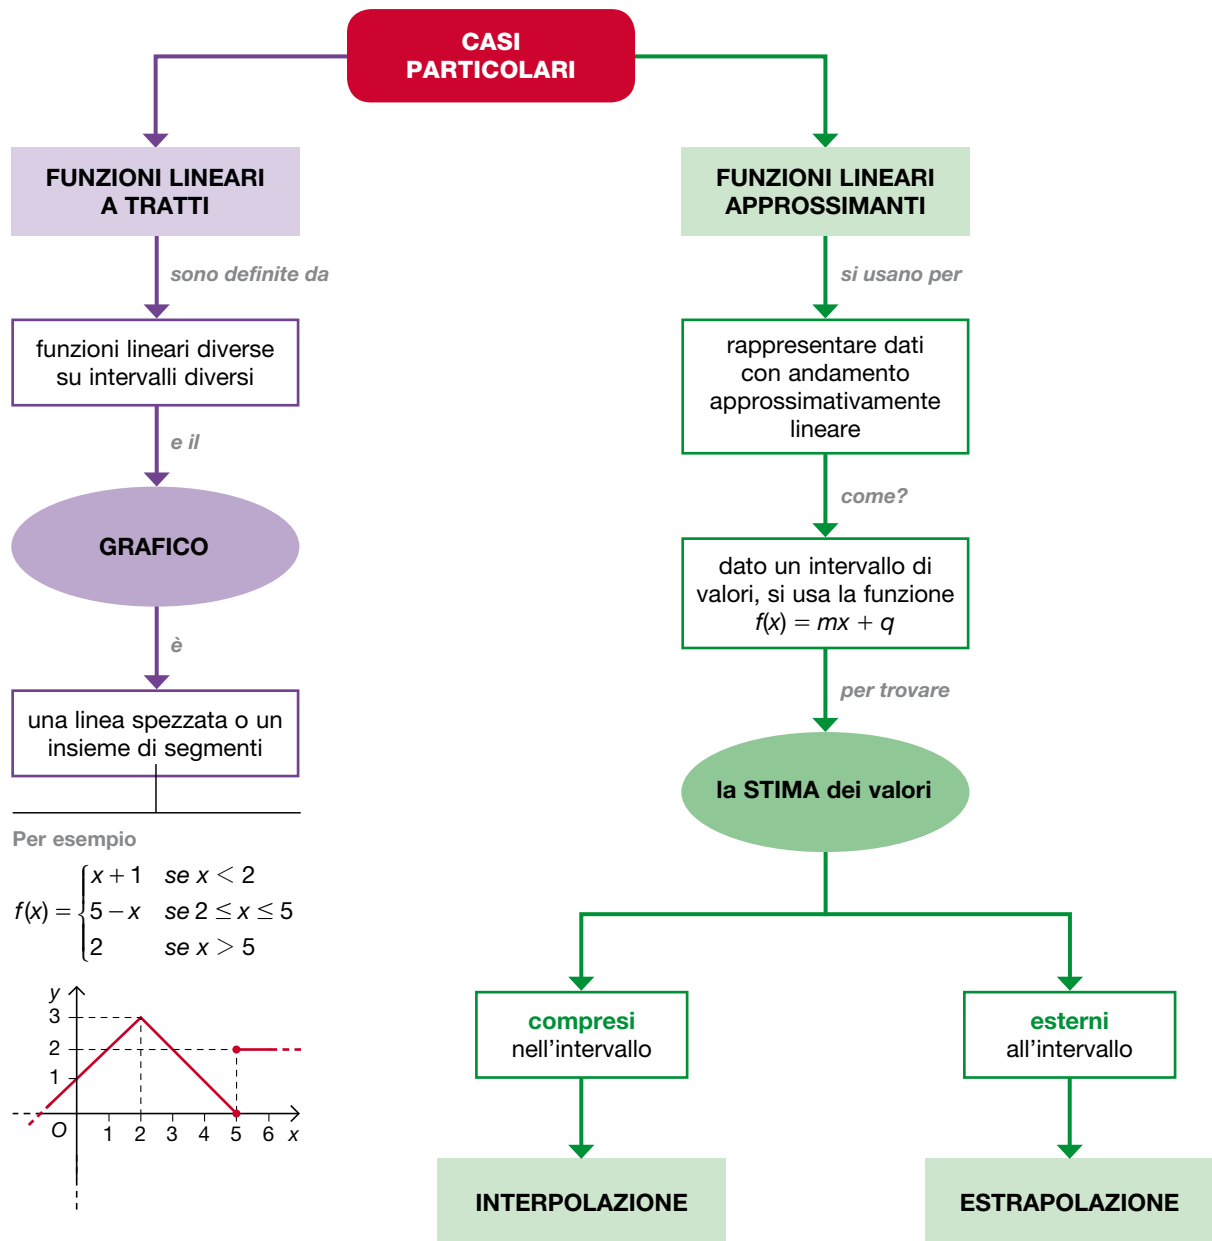 CASI
PARTICOLARI
FUNZIONI LINEARI
A TRATTI
sono definite da
funzioni lineari diverse
su intervalli diversi
e il
GRAFICO
è
una linea spezzata o un
insieme di segmenti
Per esempio
f(x) = { x + 1 se x < 2
5 − x se 2 ≤ x ≤ 5
2 se x > 5
y
3
2
1
O 1 2 3 4 5 6 x
FUNZIONI LINEARI
APPROSSIMANTI
si usano per
rappresentare dati
con andamento
approssimativamente
lineare
come?
dato un intervallo di
valori, si usa la funzione
f(x) = mx + q
per trovare
la STIMA dei valori
compresi
nell'intervallo
INTERPOLAZIONE
esterni
all'intervallo
ESTRAPOLAZIONE